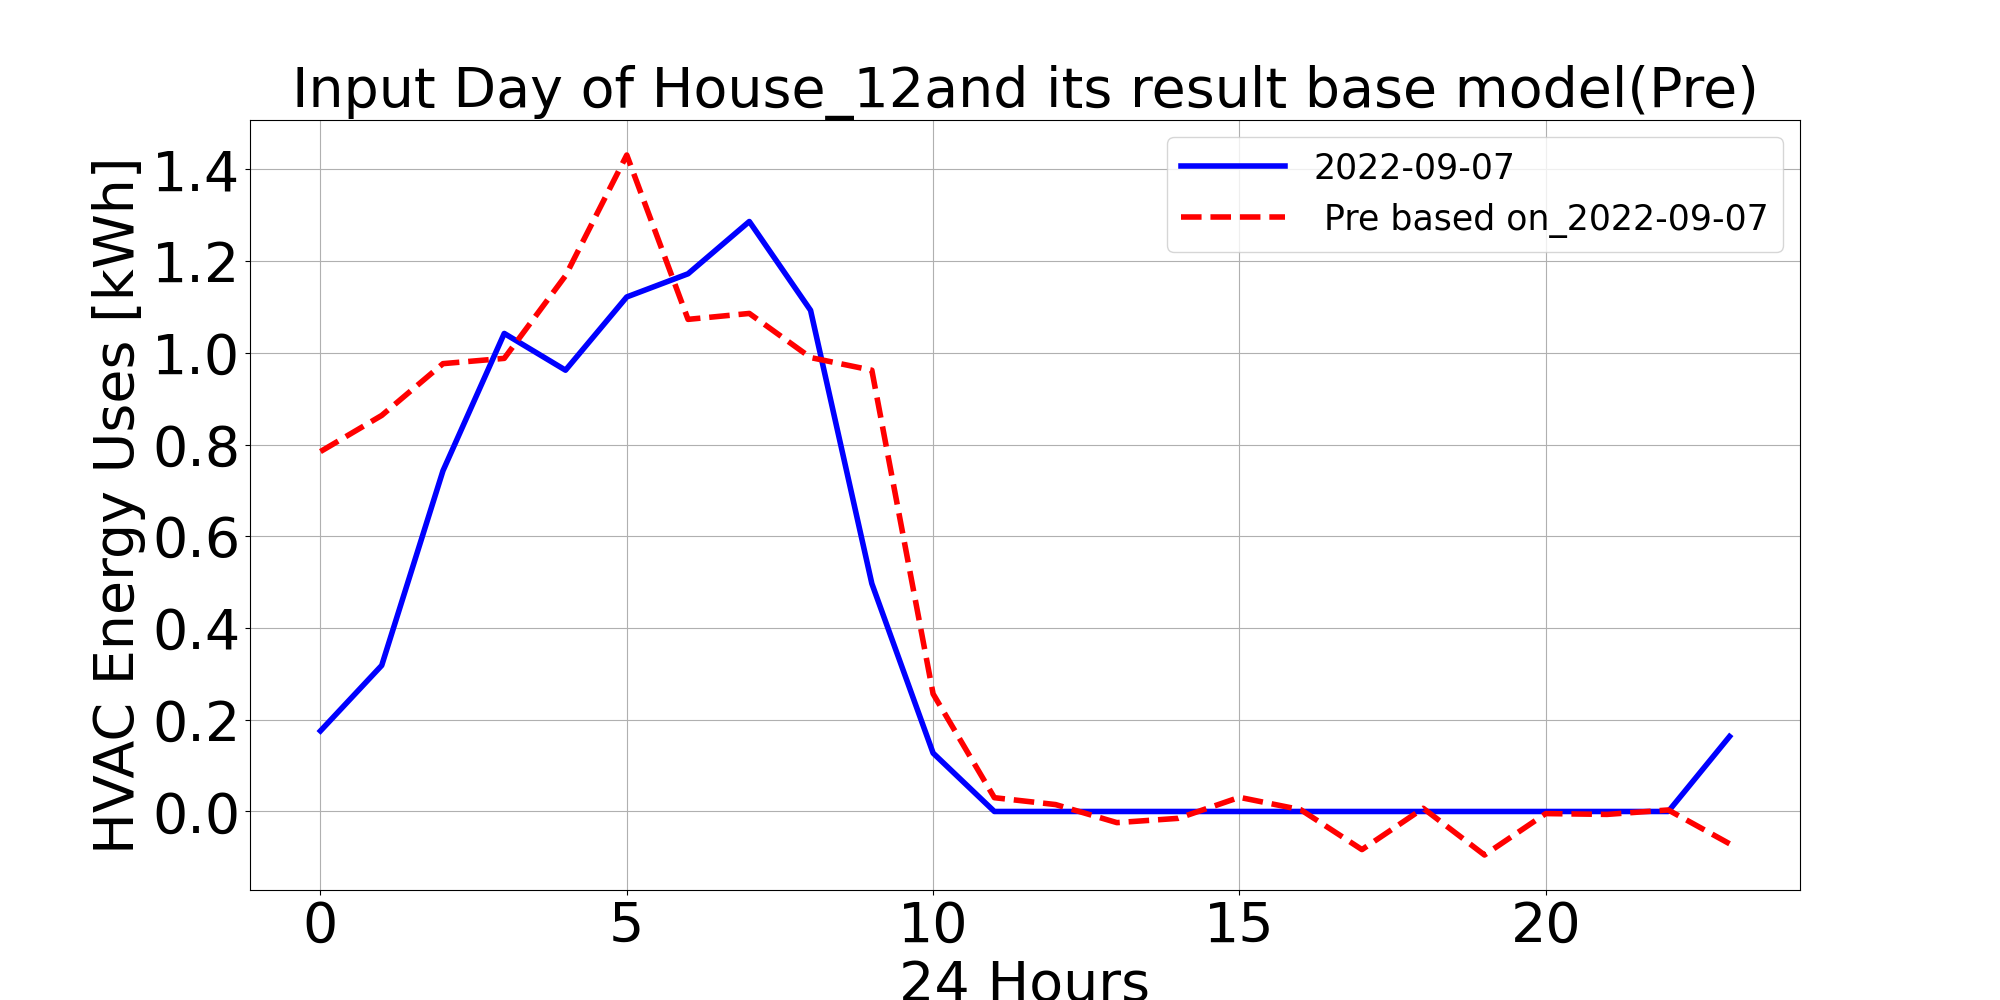 Input Day of House_12and its result base model(Pre)
HVAC Energy Uses [kWh]
1.4
1.2
1.0
0.8
0.6
0.4
0.2
0.0
2022-09-07
Pre based on_2022-09-07
0 5 10 15 20
24 Hours